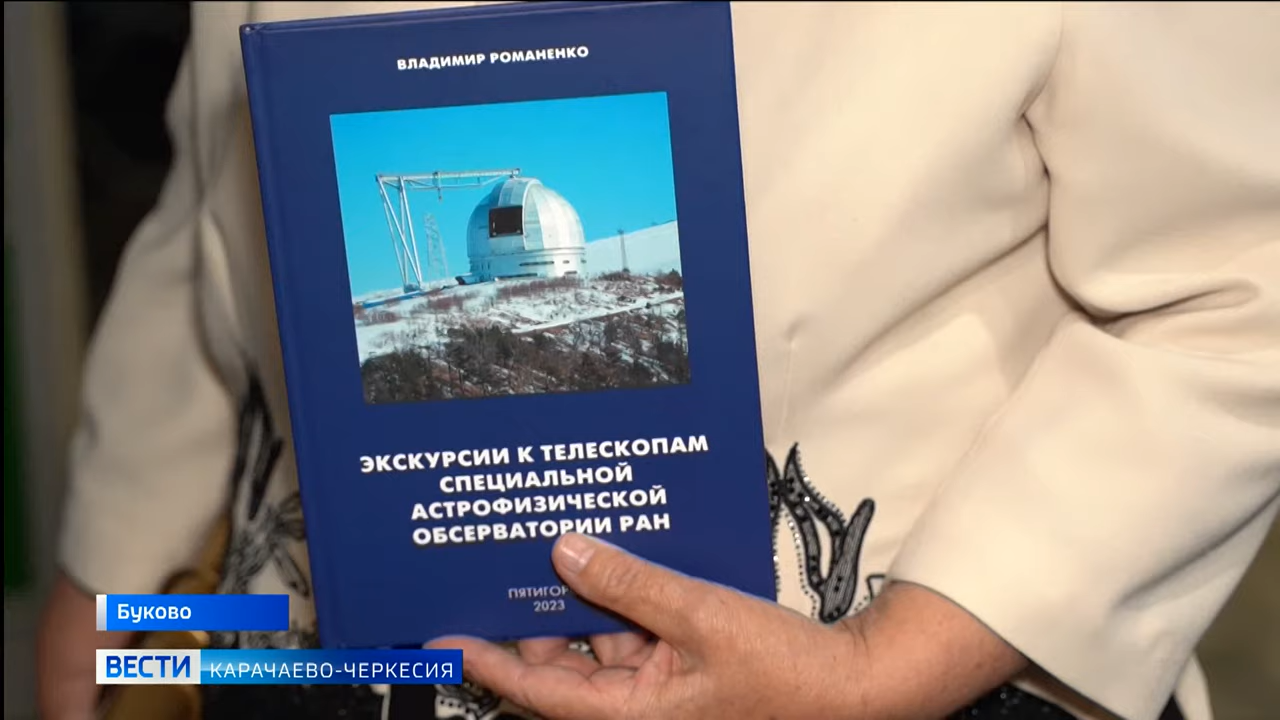 ВЛАДИМИР РОМАНЕНКО
ЭКСКУРСИИ К ТЕЛЕСКОПАМ
СПЕЦИАЛЬНОЙ
АСТРОФИЗИЧЕСКОЙ
ОБСЕРВАТОРИИ РАН
2023
Буково
ВЕСТИ КАРАЧАЕВО-ЧЕРКЕСИЯ